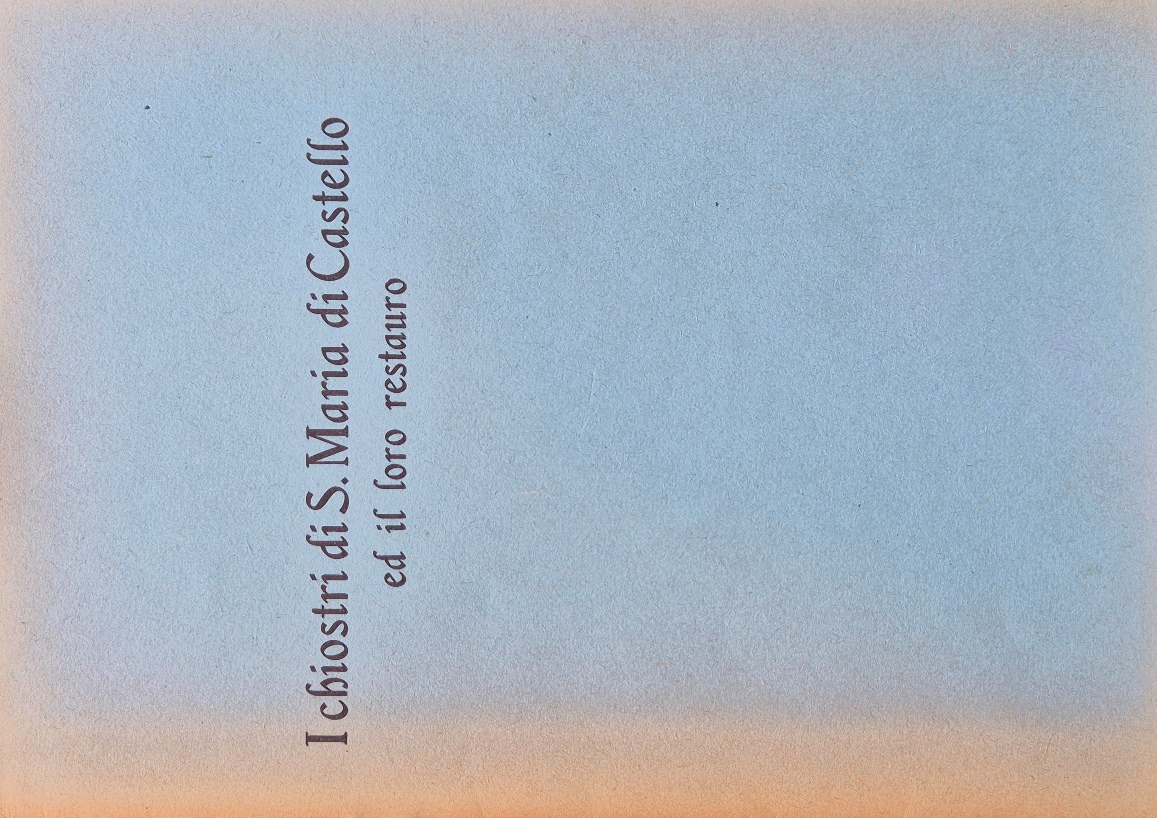 I chiostri di S. Maria di Castello
ed il loro restauro